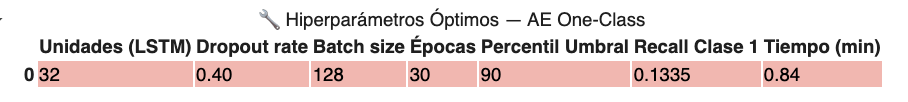 🔧 Hiperparámetros Óptimos — AE One-Class
Unidades (LSTM) Dropout rate Batch size Épocas Percentil Umbral Recall Clase 1 Tiempo (min)
0 32 0.40 128 30 90 0.1335 0.84